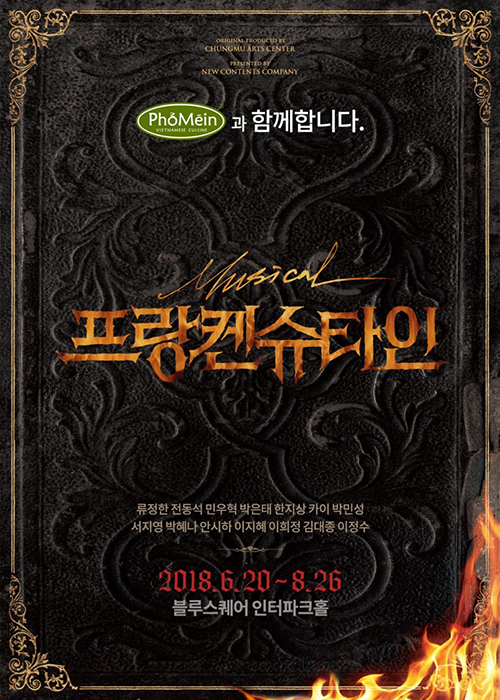 ORIGINAL PRODUCED BY
CHUNGMU ARTS CENTER
PRESENTED BY
NEW CONTENTS COMPANY
PhőMein 과 함께합니다.
VIETNAMESE CUISINE
Musical
프랑켄슈타인
류정한 전동석 민우혁 박은태 한지상 카이 박민성
서지영 박혜나 안시하 이지혜 이희정 김대종 이정수
2018.6.20~8.26
블루스퀘어 인터파크홀